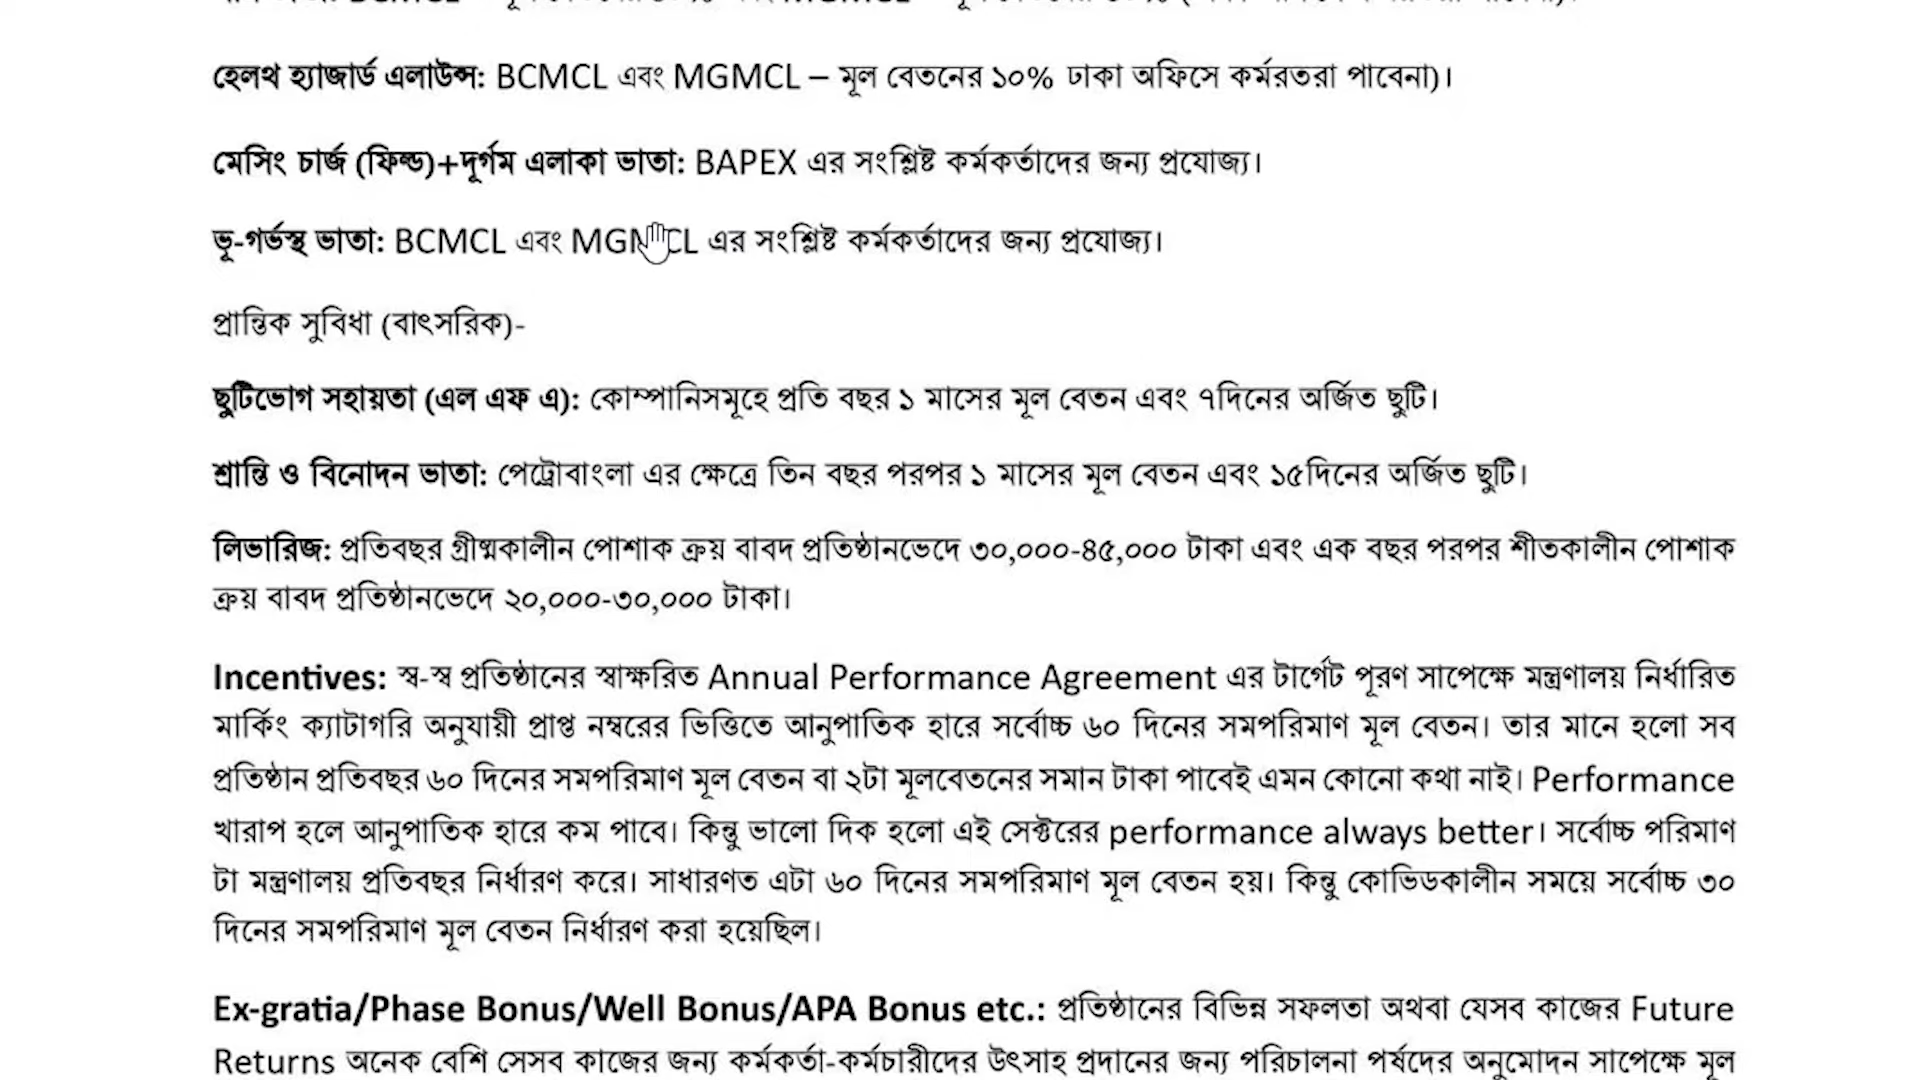 হেলথ হ্যাজার্ড এলাউন্স: BCMCL এবং MGMCL – মূল বেতনের ১০% ঢাকা অফিসে কর্মরতরা পাবেনা)।
মেসিং চার্জ (ফিল্ড)+দূর্গম এলাকা ভাতা: BAPEX এর সংশ্লিষ্ট কর্মকর্তাদের জন্য প্রযোজ্য।
ভূ-গর্ভস্থ ভাতা: BCMCL এবং MGMCL এর সংশ্লিষ্ট কর্মকর্তাদের জন্য প্রযোজ্য।
প্রান্তিক সুবিধা (বাৎসরিক)-
ছুটিভোগ সহায়তা (এল এফ এ): কোম্পানিসমূহে প্রতি বছর ১ মাসের মূল বেতন এবং ৭দিনের অর্জিত ছুটি।
শ্রান্তি ও বিনোদন ভাতা: পেট্রোবাংলা এর ক্ষেত্রে তিন বছর পরপর ১ মাসের মূল বেতন এবং ১৫দিনের অর্জিত ছুটি।
লিভারিজ: প্রতিবছর গ্রীষ্মকালীন পোশাক ক্রয় বাবদ প্রতিষ্ঠানভেদে ৩০,০০০-৪৫,০০০ টাকা এবং এক বছর পরপর শীতকালীন পোশাক
ক্রয় বাবদ প্রতিষ্ঠানভেদে ২০,০০০-৩০,০০০ টাকা।
Incentives: স্ব-স্ব প্রতিষ্ঠানের স্বাক্ষরিত Annual Performance Agreement এর টার্গেট পূরণ সাপেক্ষে মন্ত্রণালয় নির্ধারিত
মার্কিং ক্যাটাগরি অনুযায়ী প্রাপ্ত নম্বরের ভিত্তিতে আনুপাতিক হারে সর্বোচ্চ ৬০ দিনের সমপরিমাণ মূল বেতন। তার মানে হলো সব
প্রতিষ্ঠান প্রতিবছর ৬০ দিনের সমপরিমাণ মূল বেতন বা ২টা মূলবেতনের সমান টাকা পাবেই এমন কোনো কথা নাই। Performance
খারাপ হলে আনুপাতিক হারে কম পাবে। কিন্তু ভালো দিক হলো এই সেক্টরের performance always better। সর্বোচ্চ পরিমাণ
টা মন্ত্রণালয় প্রতিবছর নির্ধারণ করে। সাধারণত এটা ৬০ দিনের সমপরিমাণ মূল বেতন হয়। কিন্তু কোভিডকালীন সময়ে সর্বোচ্চ ৩০
দিনের সমপরিমাণ মূল বেতন নির্ধারণ করা হয়েছিল।
Ex-gratia/Phase Bonus/Well Bonus/APA Bonus etc.: প্রতিষ্ঠানের বিভিন্ন সফলতা অথবা যেসব কাজের Future
Returns অনেক বেশি সেসব কাজের জন্য কর্মকর্তা-কর্মচারীদের উৎসাহ প্রদানের জন্য পরিচালনা পর্ষদের অনুমোদন সাপেক্ষে মূল